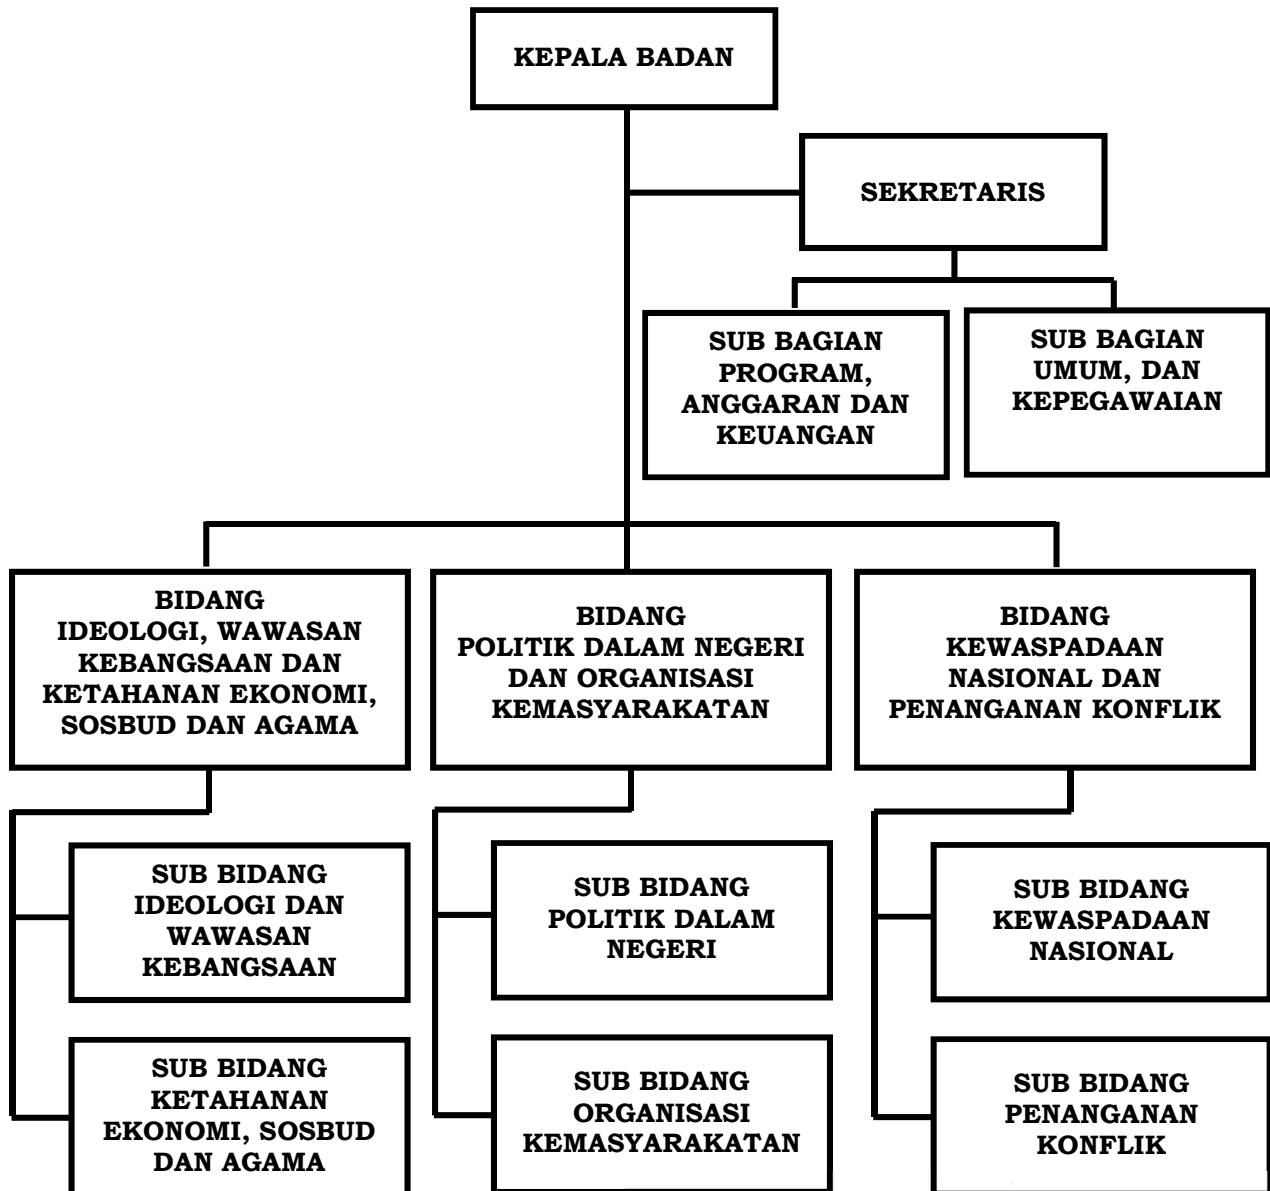 KEPALA BADAN
SEKRETARIS
SUB BAGIAN
PROGRAM,
ANGGARAN DAN
KEUANGAN
SUB BAGIAN
UMUM, DAN
KEPEGAWAIAN
BIDANG
IDEOLOGI, WAWASAN
KEBANGSAAN DAN
KETAHANAN EKONOMI,
SOSBUD DAN AGAMA
BIDANG
POLITIK DALAM NEGERI
DAN ORGANISASI
KEMASYARAKATAN
BIDANG
KEWASPADAAN
NASIONAL DAN
PENANGANAN KONFLIK
SUB BIDANG
IDEOLOGI DAN
WAWASAN
KEBANGSAAN
SUB BIDANG
POLITIK DALAM
NEGERI
SUB BIDANG
KEWASPADAAN
NASIONAL
SUB BIDANG
KETAHANAN
EKONOMI, SOSBUD
DAN AGAMA
SUB BIDANG
ORGANISASI
KEMASYARAKATAN
SUB BIDANG
PENANGANAN
KONFLIK